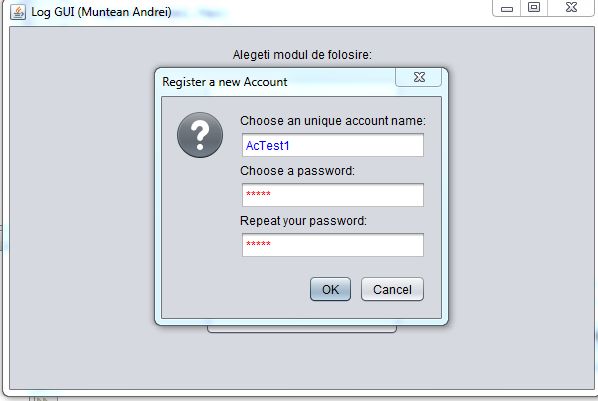 Log GUI (Muntean Andrei)
Alegeti modul de folosire:
Register a new Account
?
Choose an unique account name:
AcTest1
Choose a password:
*****
Repeat your password:
*****
OK
Cancel